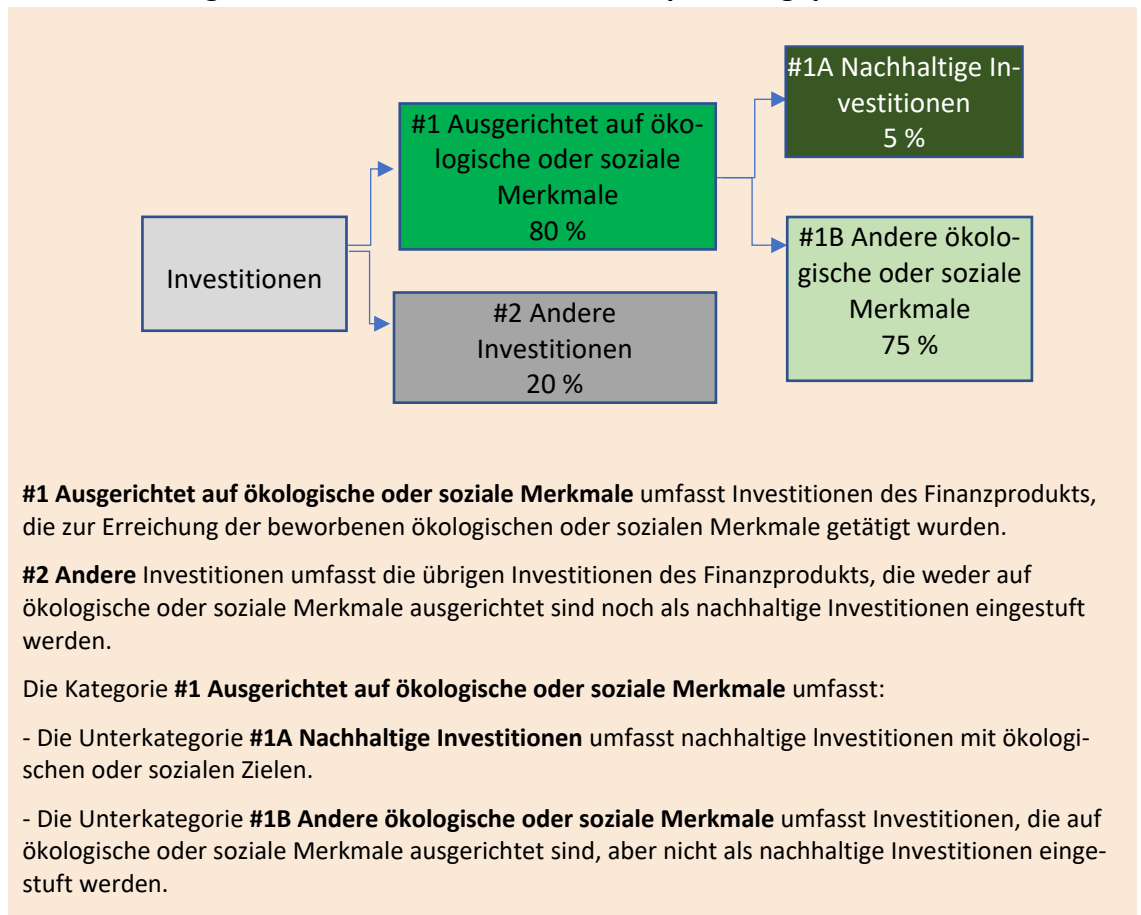 #1A Nachhaltige In-
vestitionen
5 %
#1 Ausgerichtet auf öko-
logische oder soziale
Merkmale
80 %
#1B Andere ökolo-
gische oder soziale
Merkmale
75 %
Investitionen
#2 Andere
Investitionen
20 %
#1 Ausgerichtet auf ökologische oder soziale Merkmale umfasst Investitionen des Finanzprodukts,
die zur Erreichung der beworbenen ökologischen oder sozialen Merkmale getätigt wurden.
#2 Andere Investitionen umfasst die übrigen Investitionen des Finanzprodukts, die weder auf
ökologische oder soziale Merkmale ausgerichtet sind noch als nachhaltige Investitionen eingestuft
werden.
Die Kategorie #1 Ausgerichtet auf ökologische oder soziale Merkmale umfasst:
- Die Unterkategorie #1A Nachhaltige Investitionen umfasst nachhaltige lnvestitionen mit ökologi-
schen oder sozialen Zielen.
- Die Unterkategorie #1B Andere ökologische oder soziale Merkmale umfasst Investitionen, die auf
ökologische oder soziale Merkmale ausgerichtet sind, aber nicht als nachhaltige Investitionen einge-
stuft werden.